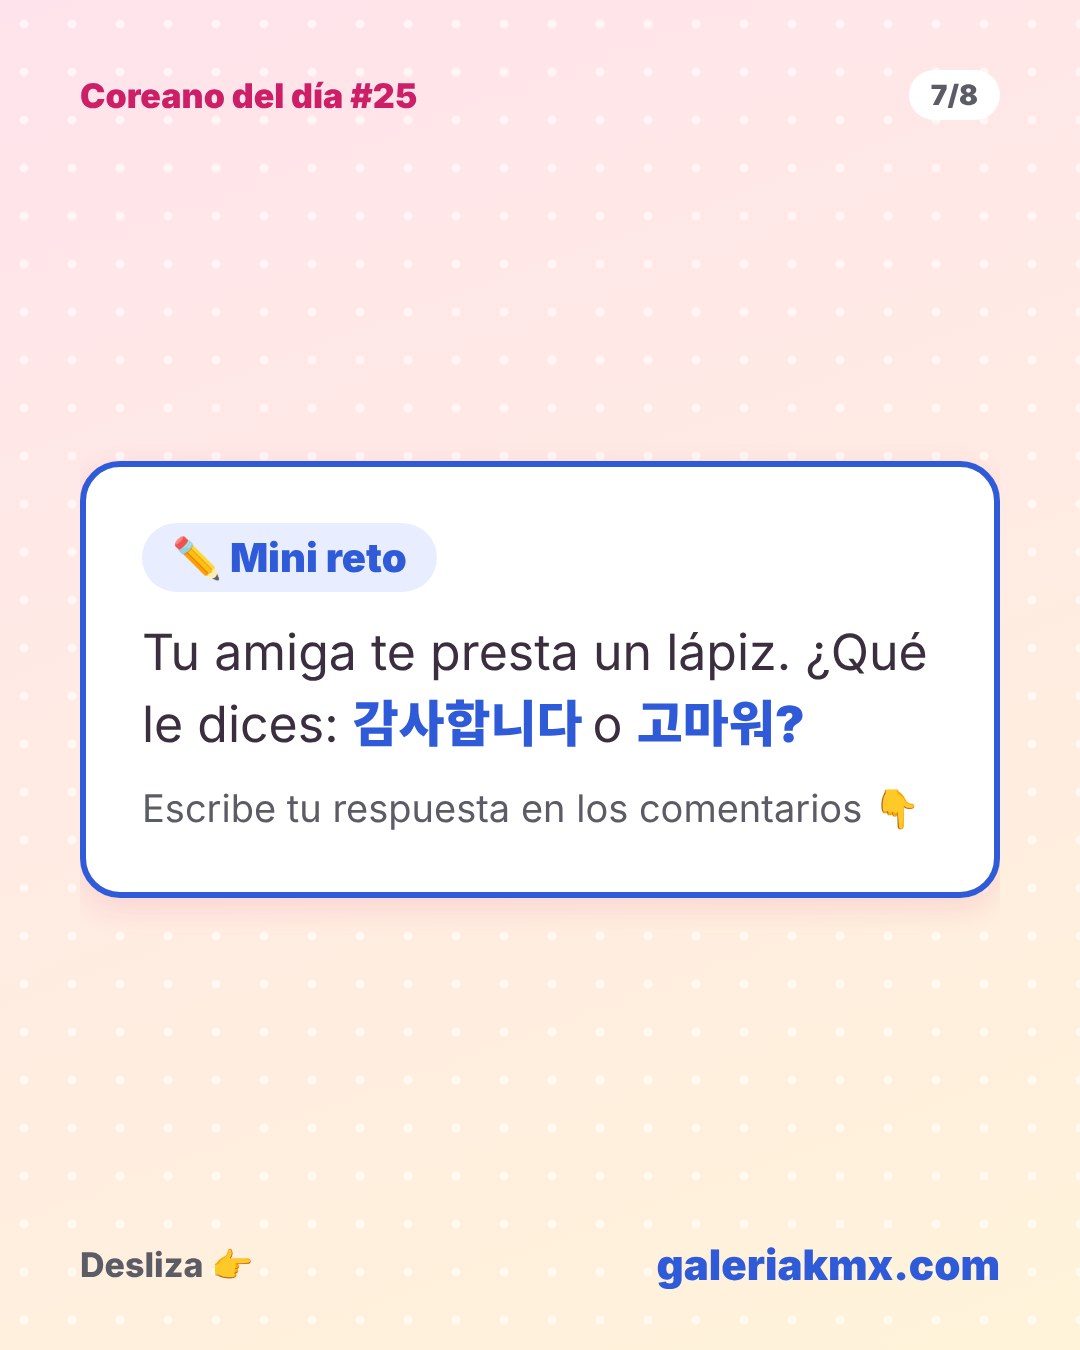 Coreano del día #25
7/8
✏️ Mini reto
Tu amiga te presta un lápiz. ¿Qué
le dices: 감사합니다 o 고마워?
Escribe tu respuesta en los comentarios 👇
Desliza 👉
galeriakmx.com